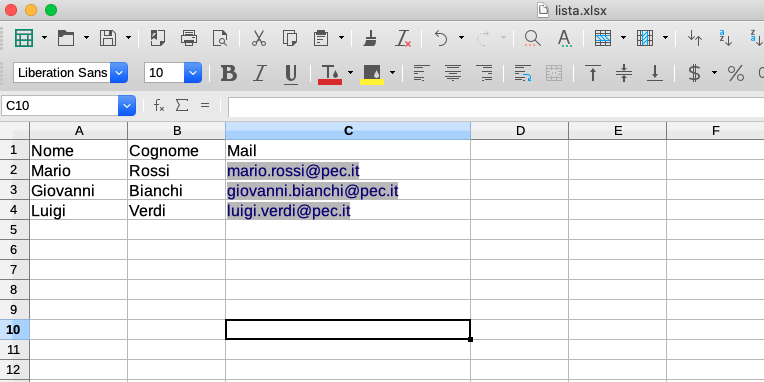 lista.xlsx
Liberation Sans 10 B I U T $ %
C10 fx Σ =
A B C D E F
1 Nome Cognome Mail
2 Mario Rossi mario.rossi@pec.it
3 Giovanni Bianchi giovanni.bianchi@pec.it
4 Luigi Verdi luigi.verdi@pec.it
5
6
7
8
9
10
11
12